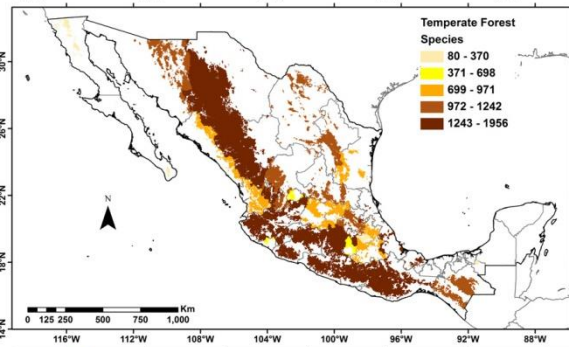 Temperate Forest
Species
80 - 370
371 - 698
699 - 971
972 - 1242
1243 - 1956
30°N
26°N
22°N
18°N
14°N
N
Km
0 125 250 500 750 1,000
116°W 112°W 108°W 104°W 100°W 96°W 92°W 88°W